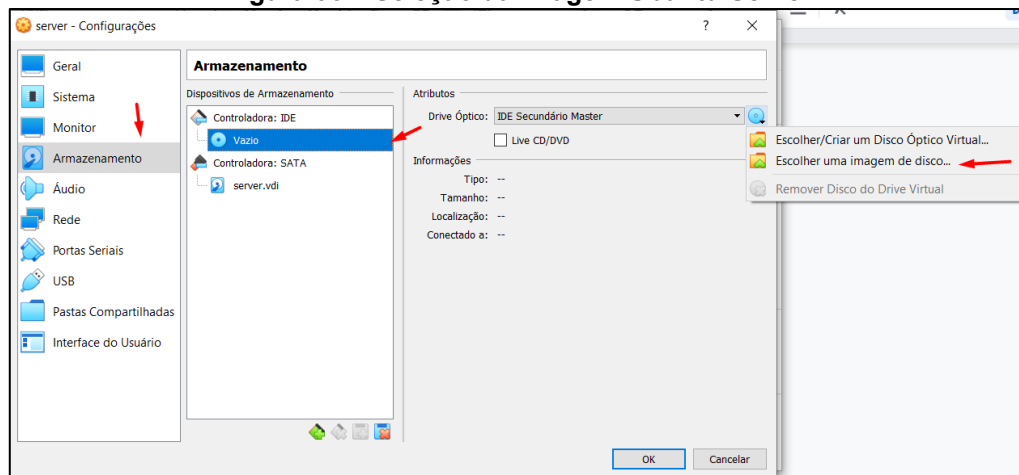 server - Configurações
?
Geral
Sistema
Monitor
Armazenamento
Áudio
Rede
Portas Seriais
USB
Pastas Compartilhadas
Interface do Usuário
Armazenamento
Dispositivos de Armazenamento
Controladora: IDE
Vazio
Controladora: SATA
server.vdi
Atributos
Drive Óptico: IDE Secundário Master
Live CD/DVD
Informações
Tipo: --
Tamanho: --
Localização: --
Conectado a: --
Escolher/Criar um Disco Óptico Virtual...
Escolher uma imagem de disco...
Remover Disco do Drive Virtual
OK Cancelar